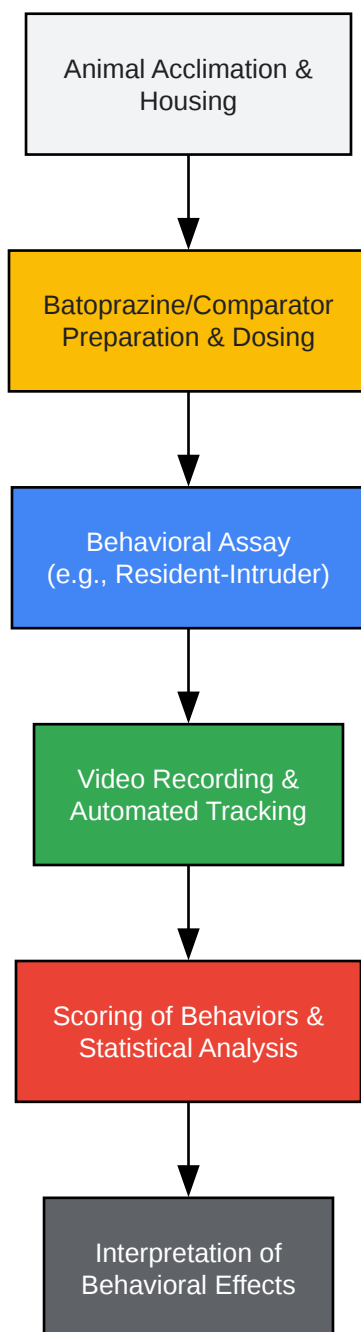 Animal Acclimation &
Housing
Batoprazine/Comparator
Preparation & Dosing
Behavioral Assay
(e.g., Resident-Intruder)
Video Recording &
Automated Tracking
Scoring of Behaviors &
Statistical Analysis
Interpretation of
Behavioral Effects